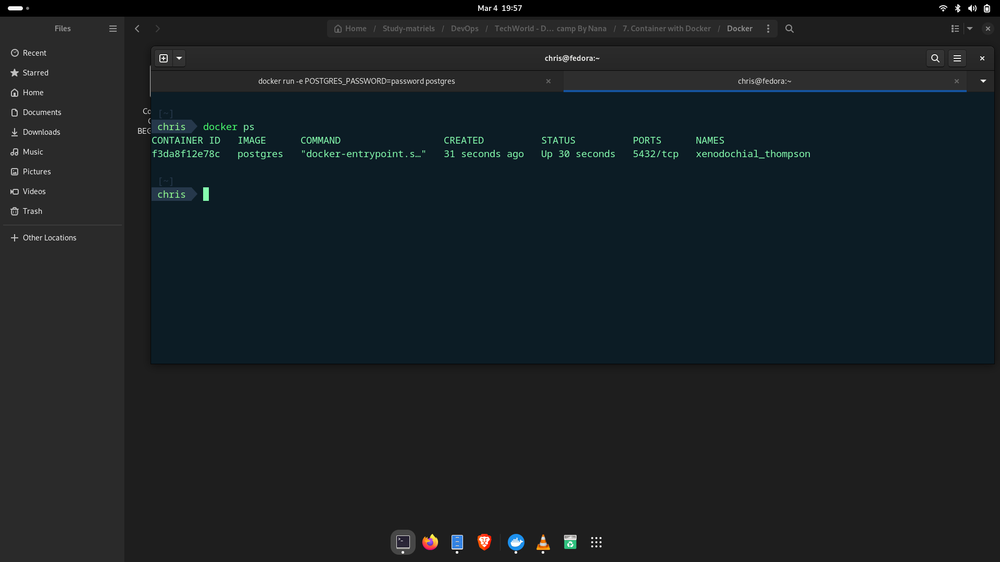 Mar 4 19:57
Files
Home / Study-matriels / DevOps / TechWorld - D... camp By Nana / 7. Container with Docker / Docker
Recent
Starred
Home
Documents
Downloads
Music
Pictures
Videos
Trash
Other Locations
Co
BEG
chris@fedora:~
docker run -e POSTGRES_PASSWORD=password postgres
chris@fedora:~
[~]
chris docker ps
CONTAINER ID IMAGE COMMAND CREATED STATUS PORTS NAMES
f3da8f12e78c postgres "docker-entrypoint.s…" 31 seconds ago Up 30 seconds 5432/tcp xenodochial_thompson
[~]
chris
>_